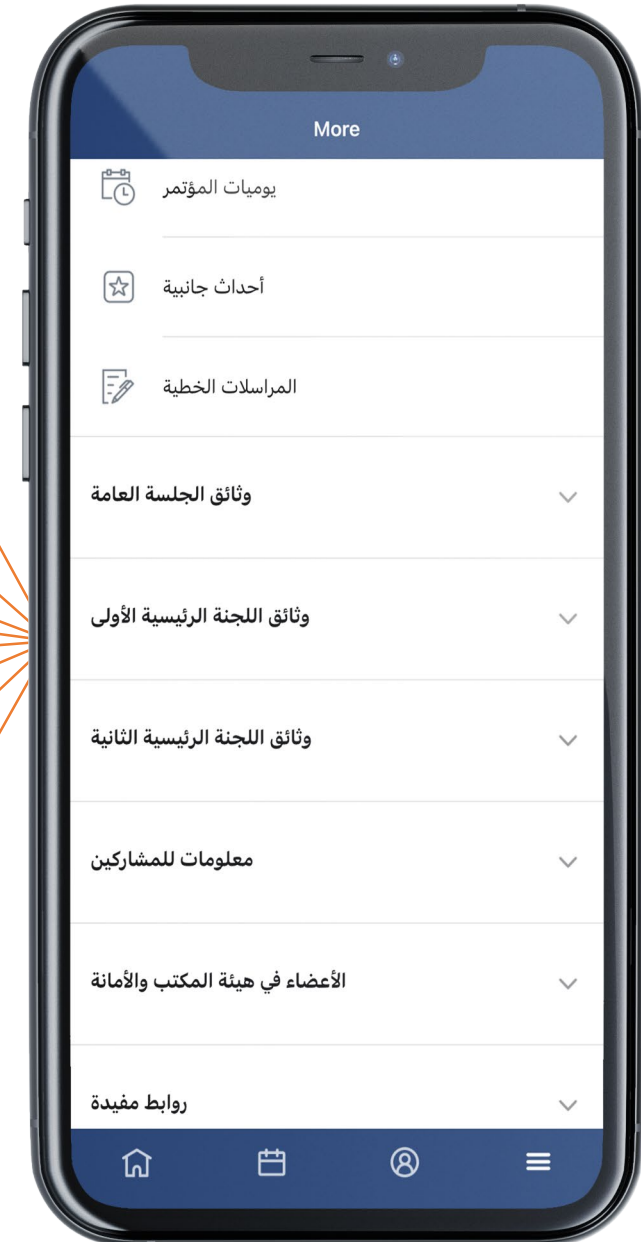 More
يوميات المؤتمر
أحداث جانبية
المراسلات الخطية
وثائق الجلسة العامة
وثائق اللجنة الرئيسية الأولى
وثائق اللجنة الرئيسية الثانية
معلومات للمشاركين
الأعضاء في هيئة المكتب والأمانة
روابط مفيدة